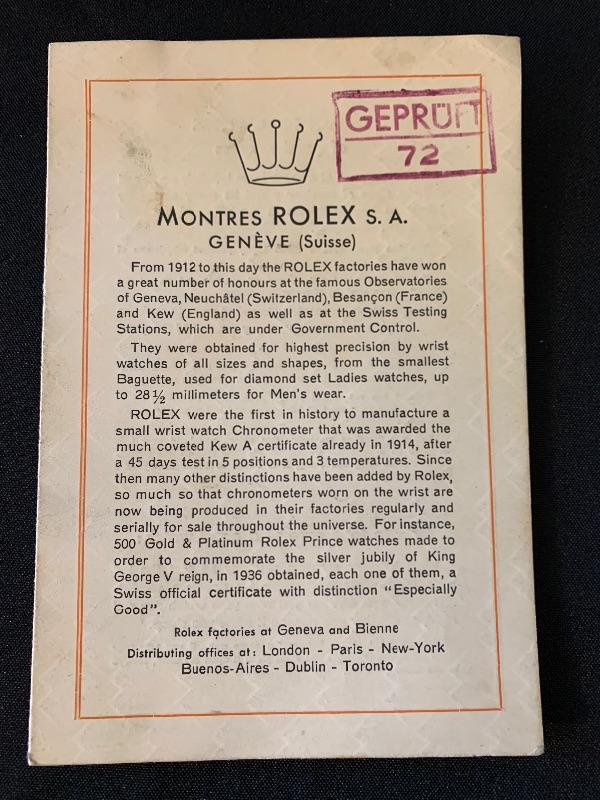 GEPRÜFT
72
MONTRES ROLEX S. A.
GENÈVE (Suisse)
From 1912 to this day the ROLEX factories have won
a great number of honours at the famous Observatories
of Geneva, Neuchâtel (Switzerland), Besançon (France)
and Kew (England) as well as at the Swiss Testing
Stations, which are under Government Control.
They were obtained for highest precision by wrist
watches of all sizes and shapes, from the smallest
Baguette, used for diamond set Ladies watches, up
to 28½ millimeters for Men's wear.
ROLEX were the first in history to manufacture a
small wrist watch Chronometer that was awarded the
much coveted Kew A certificate already in 1914, after
a 45 days test in 5 positions and 3 temperatures. Since
then many other distinctions have been added by Rolex,
so much so that chronometers worn on the wrist are
now being produced in their factories regularly and
serially for sale throughout the universe. For instance,
500 Gold & Platinum Rolex Prince watches made to
order to commemorate the silver jubily of King
George V reign, in 1936 obtained, each one of them, a
Swiss official certificate with distinction "Especially
Good".
Rolex factories at Geneva and Bienne
Distributing offices at: London - Paris - New-York
Buenos-Aires - Dublin - Toronto